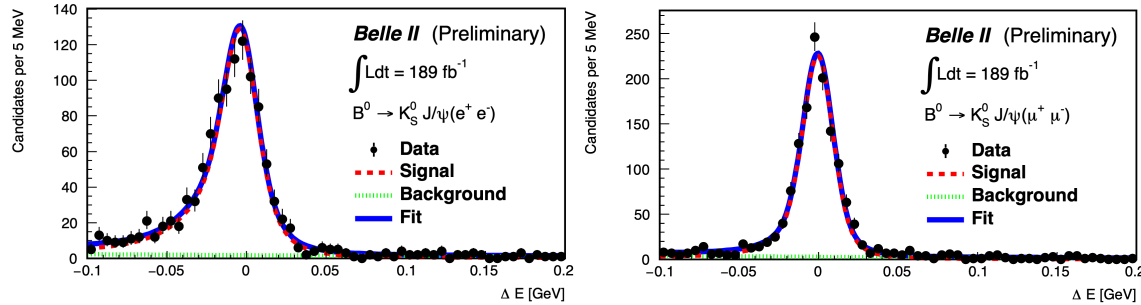 Candidates per 5 MeV
140
120
100
80
60
40
20
0
−0.1
−0.05
0
0.05
0.1
0.15
0.2
Δ E [GeV]
Belle II (Preliminary)
∫Ldt = 189 fb⁻¹
B⁰ → K⁰_S J/ψ(e⁺ e⁻)
Data
Signal
Background
Fit
Candidates per 5 MeV
250
200
150
100
50
0
−0.1
−0.05
0
0.05
0.1
0.15
0.2
Δ E [GeV]
Belle II (Preliminary)
∫Ldt = 189 fb⁻¹
B⁰ → K⁰_S J/ψ(μ⁺ μ⁻)
Data
Signal
Background
Fit